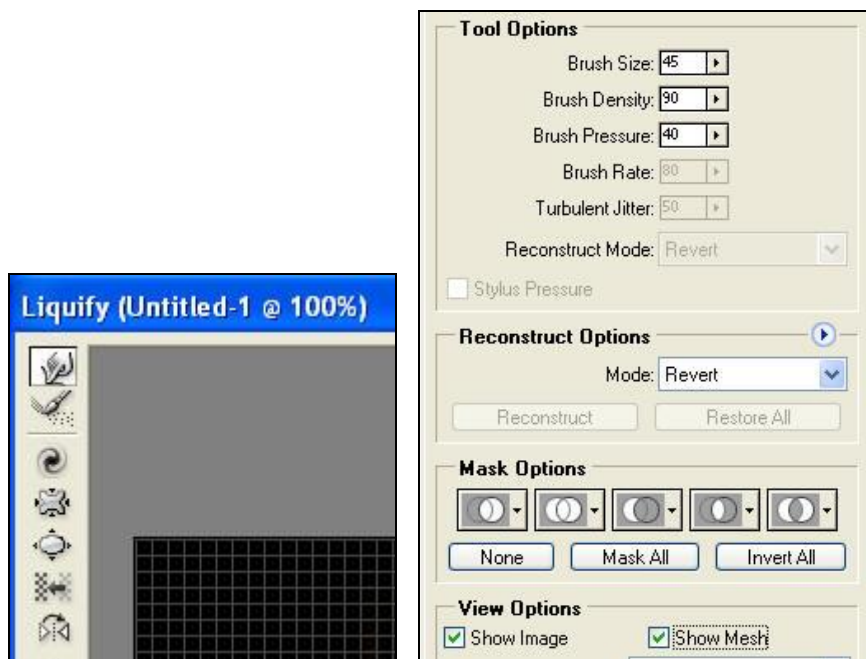 Liquify (Untitled-1 @ 100%)
Tool Options
Brush Size: 45
Brush Density: 90
Brush Pressure: 40
Brush Rate: 80
Turbulent Jitter: 50
Reconstruct Mode: Revert
Stylus Pressure
Reconstruct Options
Mode: Revert
Reconstruct Restore All
Mask Options
None Mask All Invert All
View Options
Show Image Show Mesh